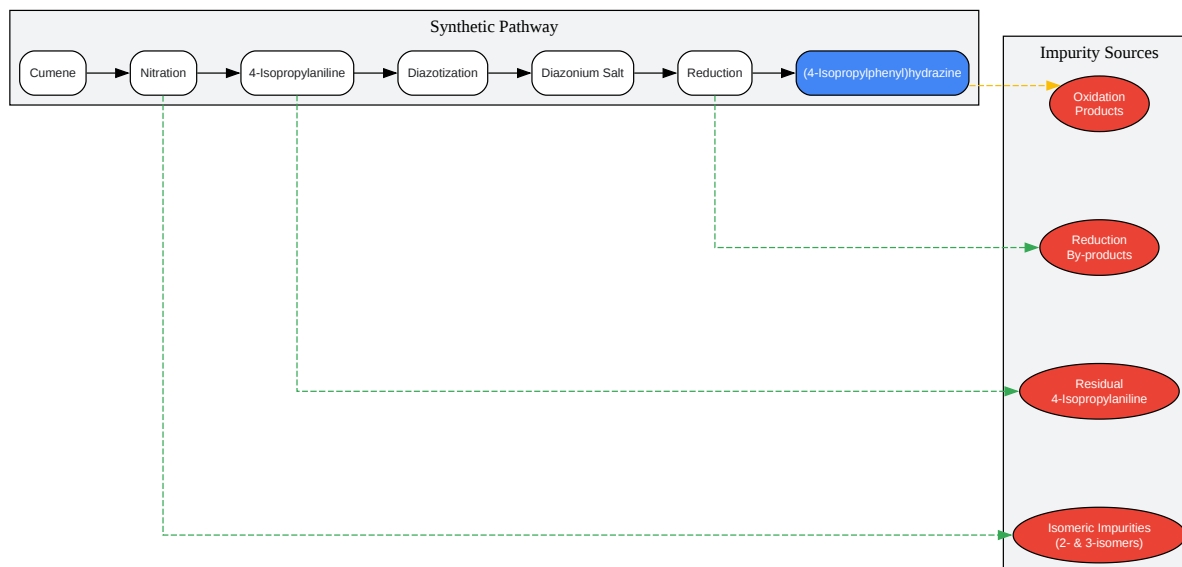 Synthetic Pathway
Cumene
Nitration
4-Isopropylaniline
Diazotization
Diazonium Salt
Reduction
(4-Isopropylphenyl)hydrazine
Impurity Sources
Oxidation
Products
Reduction
By-products
Residual
4-Isopropylaniline
Isomeric Impurities
(2- & 3-isomers)